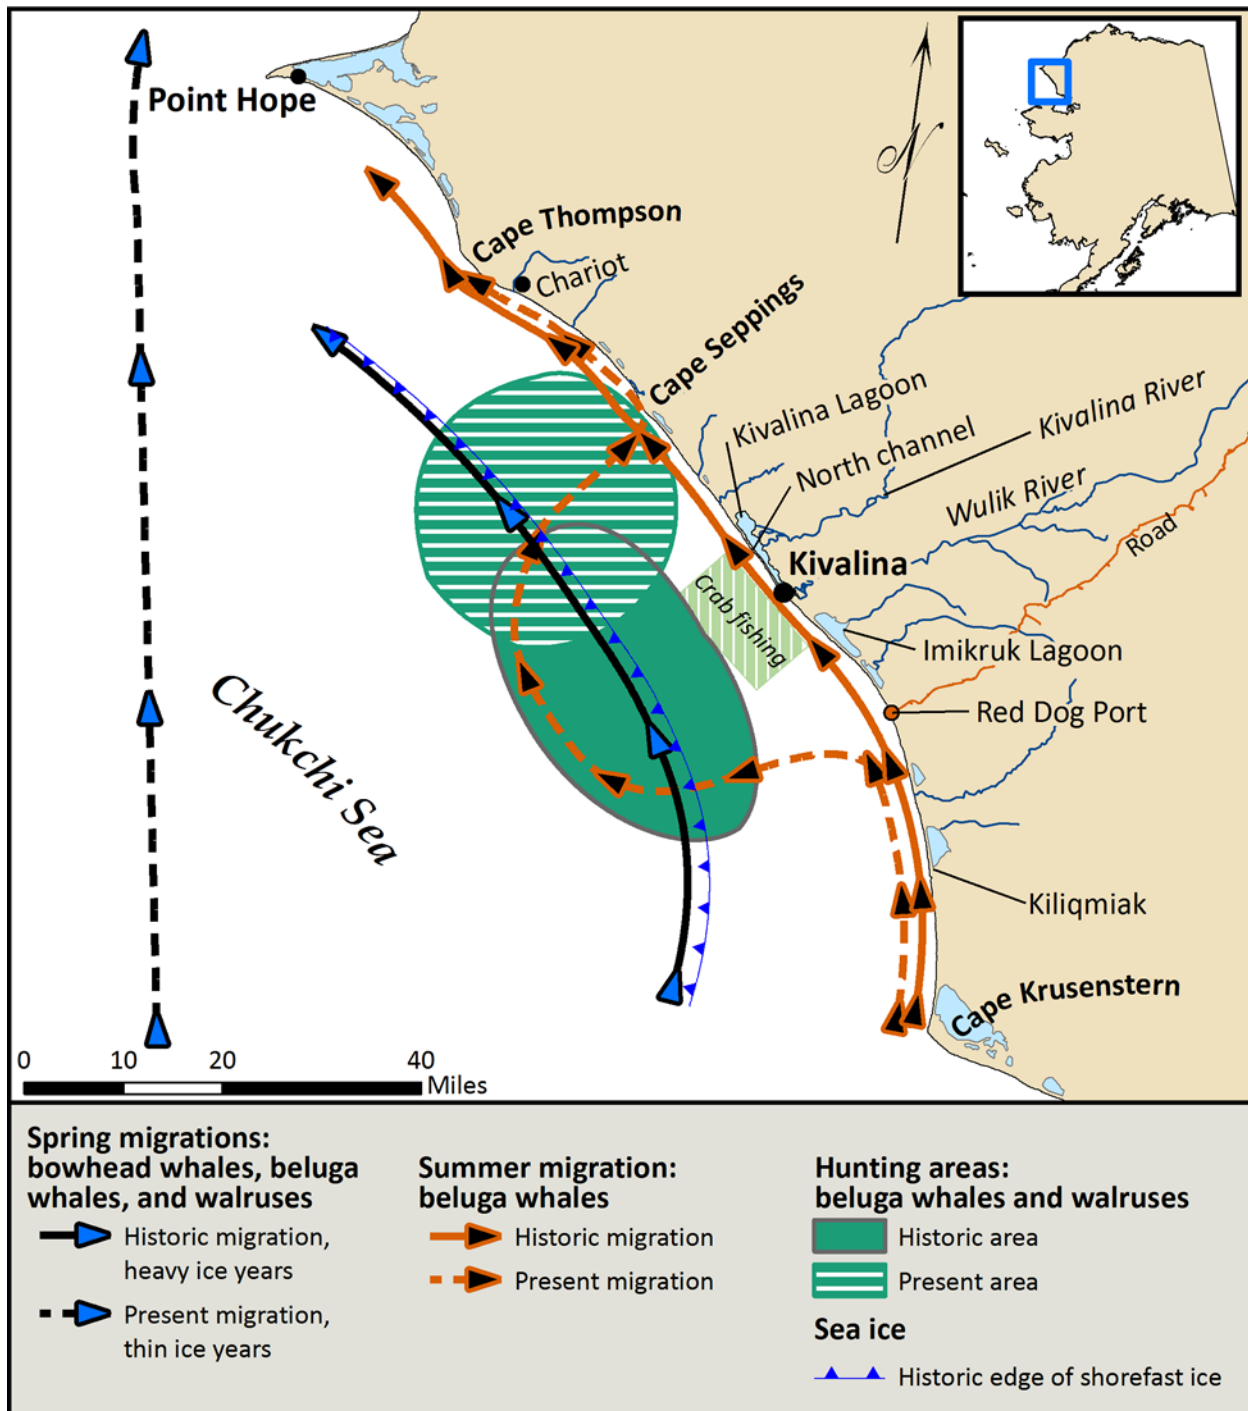 Point Hope
N
Cape Thompson
Chariot
Cape Seppings
Kivalina Lagoon
North channel
Kivalina River
Wulik River
Road
Kivalina
Crab fishing
Imikruk Lagoon
Red Dog Port
Chukchi Sea
Kiliqmiak
Cape Krusenstern
0 10 20 40
Miles
Spring migrations:
bowhead whales, beluga
whales, and walruses
Historic migration,
heavy ice years
Present migration,
thin ice years
Summer migration:
beluga whales
Historic migration
Present migration
Hunting areas:
beluga whales and walruses
Historic area
Present area
Sea ice
Historic edge of shorefast ice